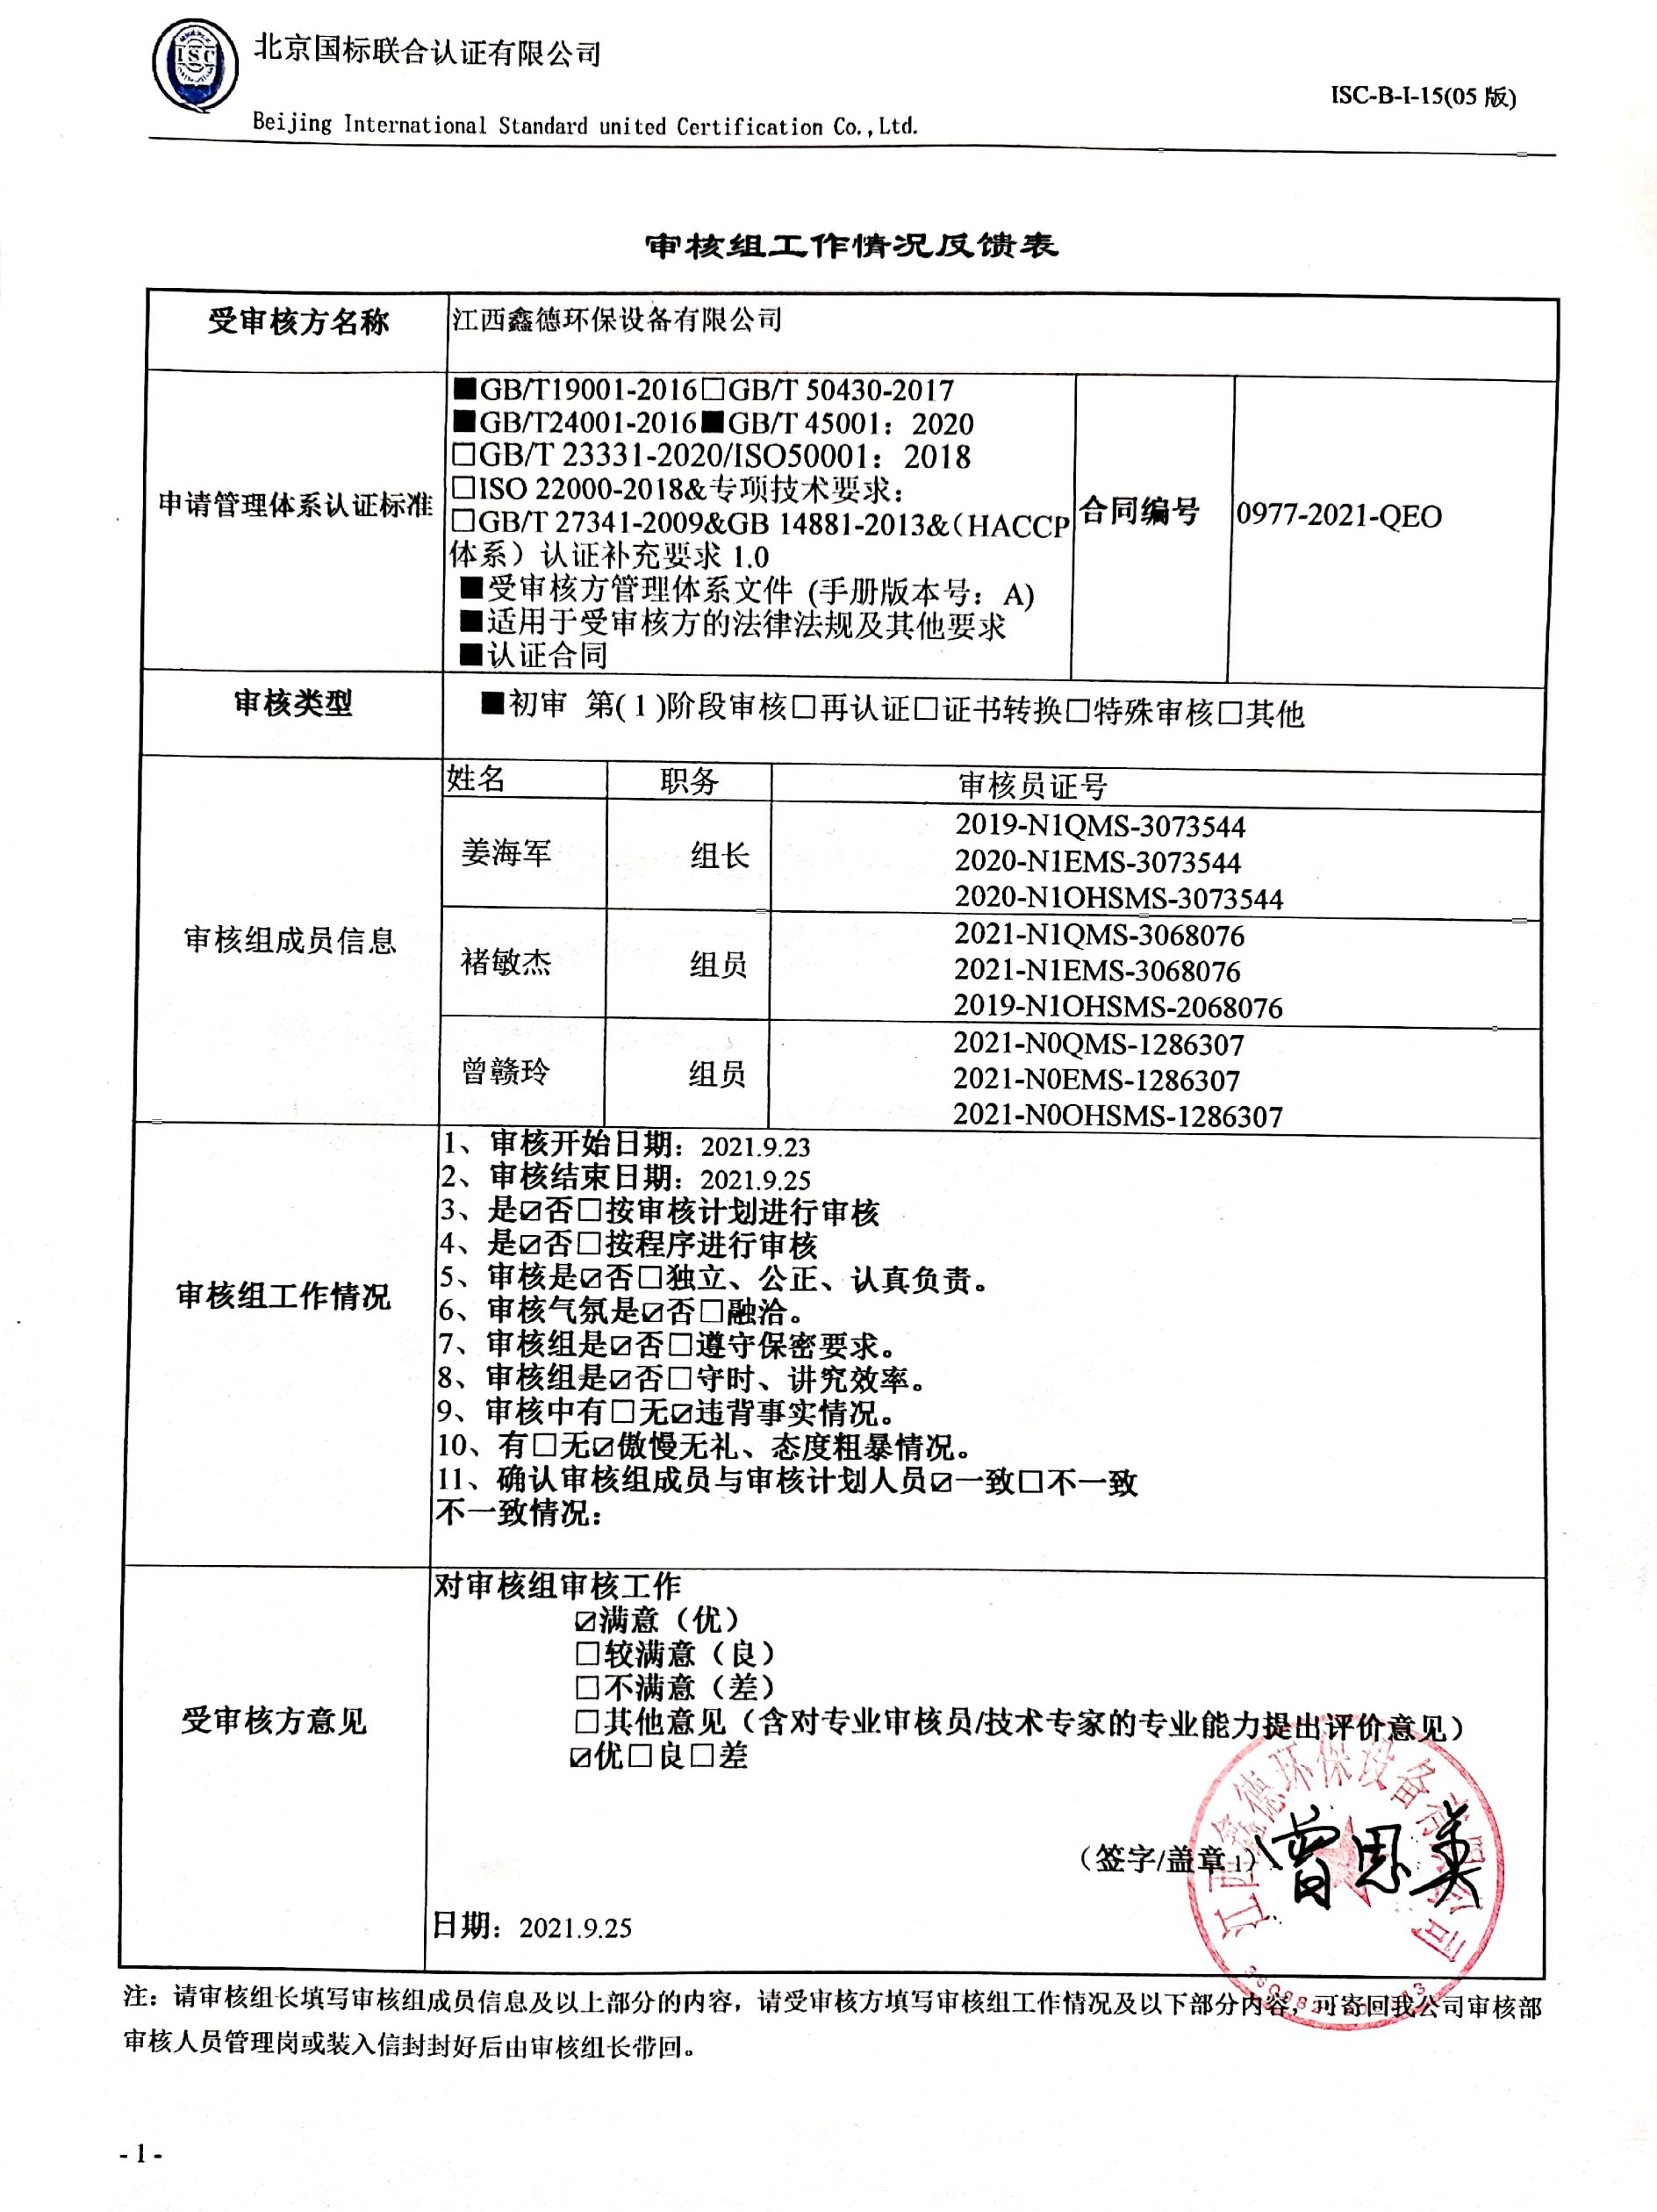 ISC
北京国标联合认证有限公司
Beijing International Standard united Certification Co.,Ltd.
ISC-B-I-15(05 版)
审核组工作情况反馈表
受审核方名称
江西鑫德环保设备有限公司
申请管理体系认证标准
■GB/T19001-2016□GB/T 50430-2017
■GB/T24001-2016■GB/T 45001：2020
□GB/T 23331-2020/ISO50001：2018
□ISO 22000-2018&专项技术要求：
□GB/T 27341-2009&GB 14881-2013&（HACCP
体系）认证补充要求 1.0
■受审核方管理体系文件 (手册版本号：A)
■适用于受审核方的法律法规及其他要求
■认证合同
合同编号
0977-2021-QEO
审核类型
■初审 第( 1 )阶段审核□再认证□证书转换□特殊审核□其他
审核组成员信息
姓名 职务 审核员证号
姜海军 组长
2019-N1QMS-3073544
2020-N1EMS-3073544
2020-N1OHSMS-3073544
褚敏杰 组员
2021-N1QMS-3068076
2021-N1EMS-3068076
2019-N1OHSMS-2068076
曾赣玲 组员
2021-N0QMS-1286307
2021-N0EMS-1286307
2021-N0OHSMS-1286307
审核组工作情况
1、审核开始日期：2021.9.23
2、审核结束日期：2021.9.25
3、是☑否□按审核计划进行审核
4、是☑否□按程序进行审核
5、审核是☑否□独立、公正、认真负责。
6、审核气氛是☑否□融洽。
7、审核组是☑否□遵守保密要求。
8、审核组是☑否□守时、讲究效率。
9、审核中有□无☑违背事实情况。
10、有□无☑傲慢无礼、态度粗暴情况。
11、确认审核组成员与审核计划人员☑一致□不一致
不一致情况：
受审核方意见
对审核组审核工作
☑满意（优）
□较满意（良）
□不满意（差）
□其他意见（含对专业审核员/技术专家的专业能力提出评价意见）
☑优□良□差
（签字/盖章）
曾思英
江西鑫德环保设备有限公司
日期：2021.9.25
注：请审核组长填写审核组成员信息及以上部分的内容，请受审核方填写审核组工作情况及以下部分内容，可寄回我公司审核部
审核人员管理岗或装入信封封好后由审核组长带回。
- 1 -